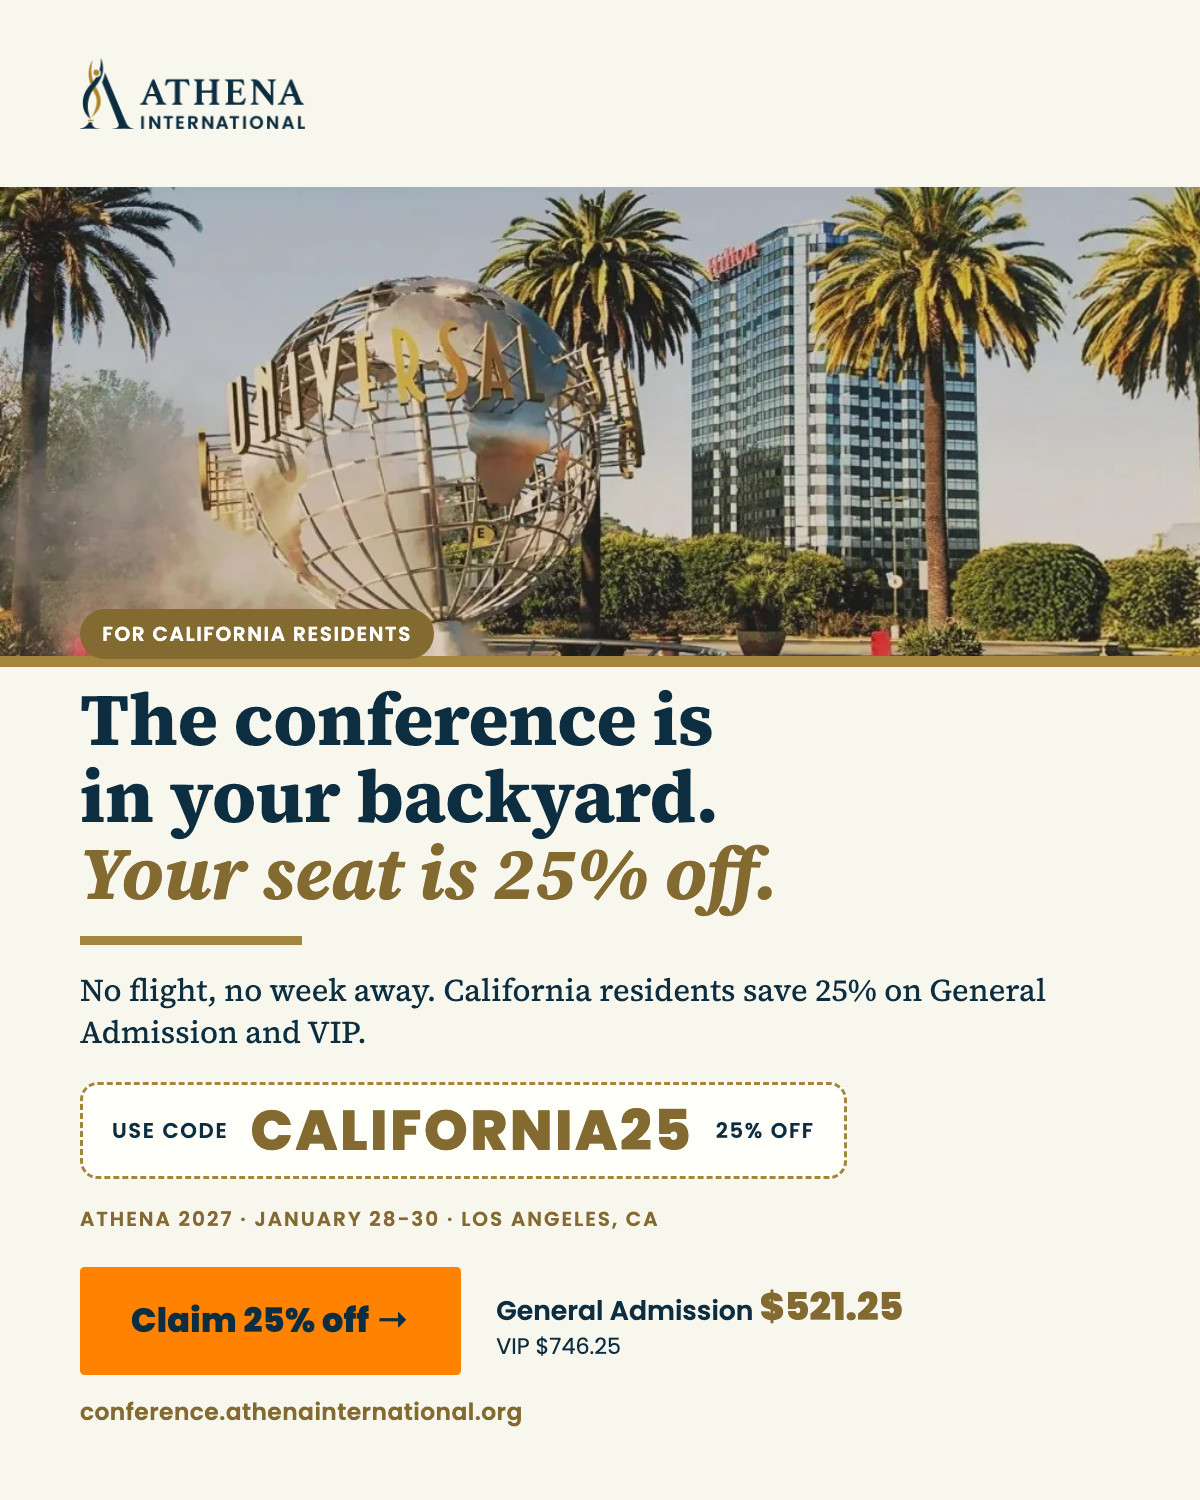 ATHENA
INTERNATIONAL
Hilton
UNIVERSAL
E
FOR CALIFORNIA RESIDENTS
The conference is
in your backyard.
Your seat is 25% off.
No flight, no week away. California residents save 25% on General
Admission and VIP.
USE CODE CALIFORNIA25 25% OFF
ATHENA 2027 · JANUARY 28–30 · LOS ANGELES, CA
Claim 25% off →
General Admission $521.25
VIP $746.25
conference.athenainternational.org